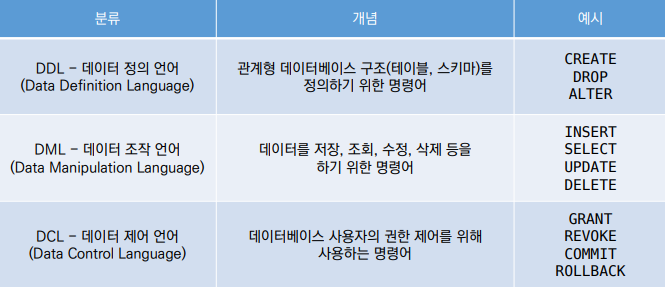 분류 개념 예시
DDL - 데이터 정의 언어
(Data Definition Language)
관계형 데이터베이스 구조(테이블, 스키마)를
정의하기 위한 명령어
CREATE
DROP
ALTER
DML - 데이터 조작 언어
(Data Manipulation Language)
데이터를 저장, 조회, 수정, 삭제 등을
하기 위한 명령어
INSERT
SELECT
UPDATE
DELETE
DCL - 데이터 제어 언어
(Data Control Language)
데이터베이스 사용자의 권한 제어를 위해
사용하는 명령어
GRANT
REVOKE
COMMIT
ROLLBACK